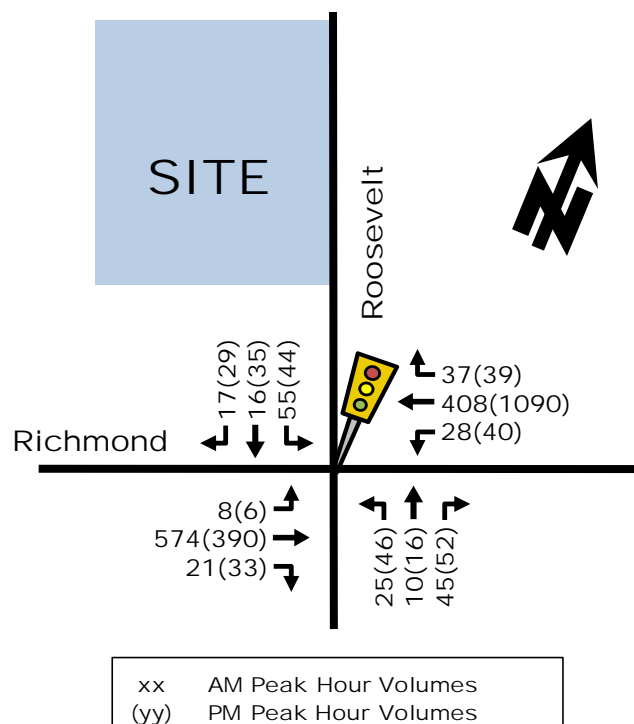 SITE
Roosevelt
17(29)
16(35)
55(44)
37(39)
408(1090)
28(40)
Richmond
8(6)
574(390)
21(33)
25(46)
10(16)
45(52)
xx AM Peak Hour Volumes
(yy) PM Peak Hour Volumes